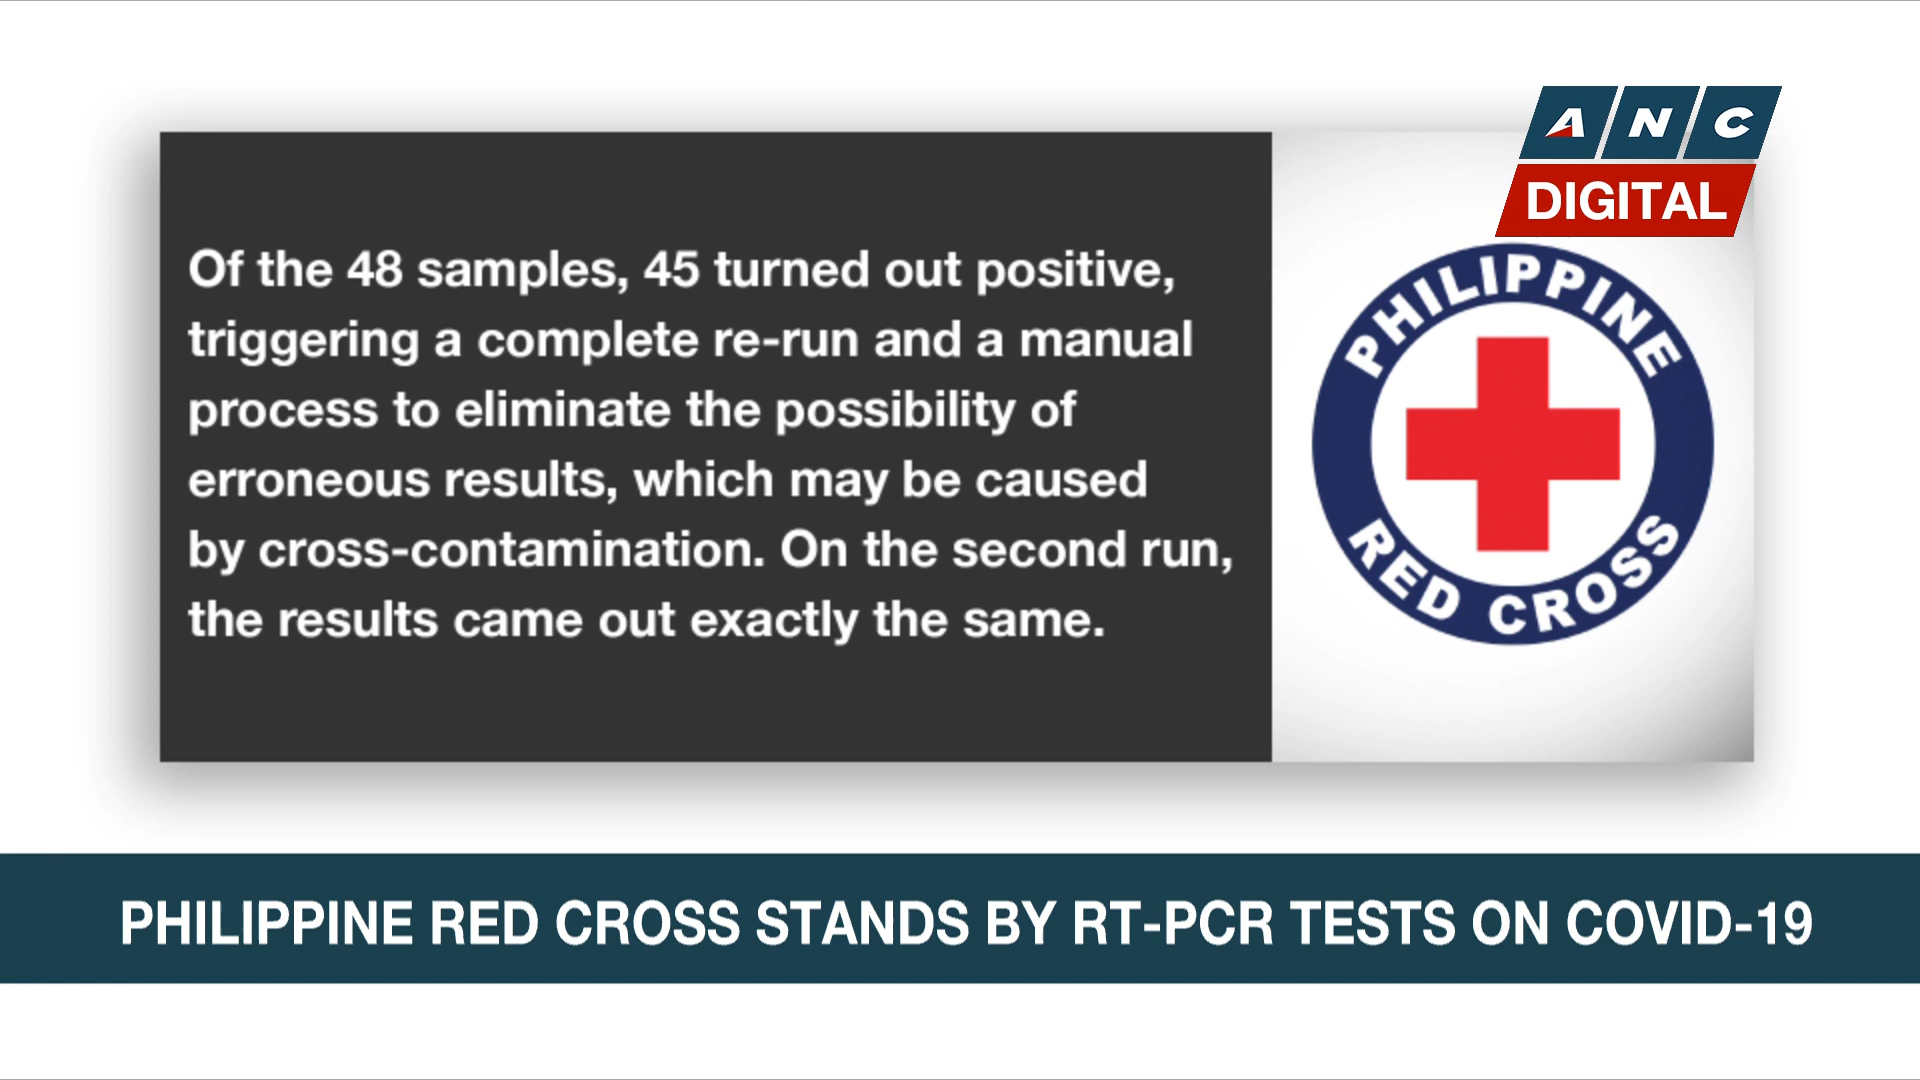 ANC
DIGITAL
Of the 48 samples, 45 turned out positive,
triggering a complete re-run and a manual
process to eliminate the possibility of
erroneous results, which may be caused
by cross-contamination. On the second run,
the results came out exactly the same.
PHILIPPINE
RED CROSS
PHILIPPINE RED CROSS STANDS BY RT-PCR TESTS ON COVID-19